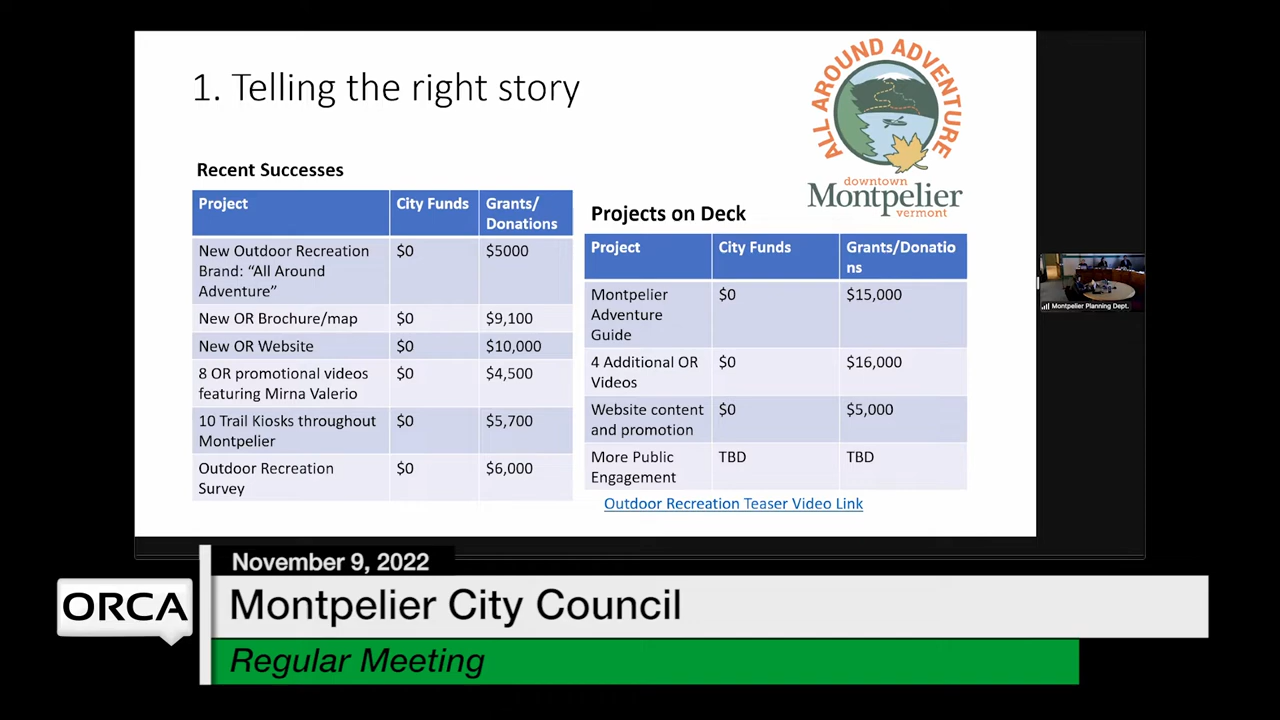 1. Telling the right story
ALL AROUND ADVENTURE
downtown
Montpelier
vermont
Recent Successes
Project City Funds Grants/
Donations
New Outdoor Recreation $0 $5000
Brand: “All Around
Adventure”
New OR Brochure/map $0 $9,100
New OR Website $0 $10,000
8 OR promotional videos $0 $4,500
featuring Mirna Valerio
10 Trail Kiosks throughout $0 $5,700
Montpelier
Outdoor Recreation $0 $6,000
Survey
Projects on Deck
Project City Funds Grants/Donatio
ns
Montpelier $0 $15,000
Adventure
Guide
4 Additional OR $0 $16,000
Videos
Website content $0 $5,000
and promotion
More Public TBD TBD
Engagement
Outdoor Recreation Teaser Video Link
Montpelier Planning Dept.
November 9, 2022
ORCA
Montpelier City Council
Regular Meeting